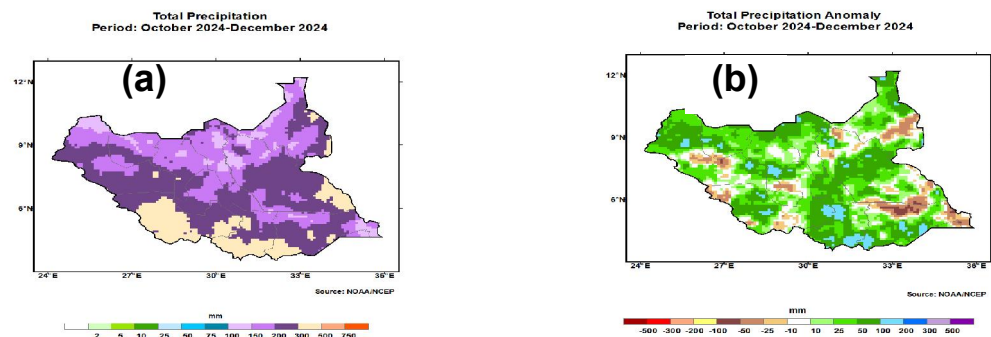 Total Precipitation
Period: October 2024-December 2024
(a)
12°N
9°N
6°N
24°E 27°E 30°E 33°E 36°E
Source: NOAA/NCEP
mm
2 5 10 25 50 75 100 150 200 300 500 750
Total Precipitation Anomaly
Period: October 2024-December 2024
(b)
12°N
9°N
6°N
24°E 27°E 30°E 33°E 36°E
Source: NOAA/NCEP
mm
-500 -300 -200 -100 -50 -25 -10 10 25 50 100 200 300 500